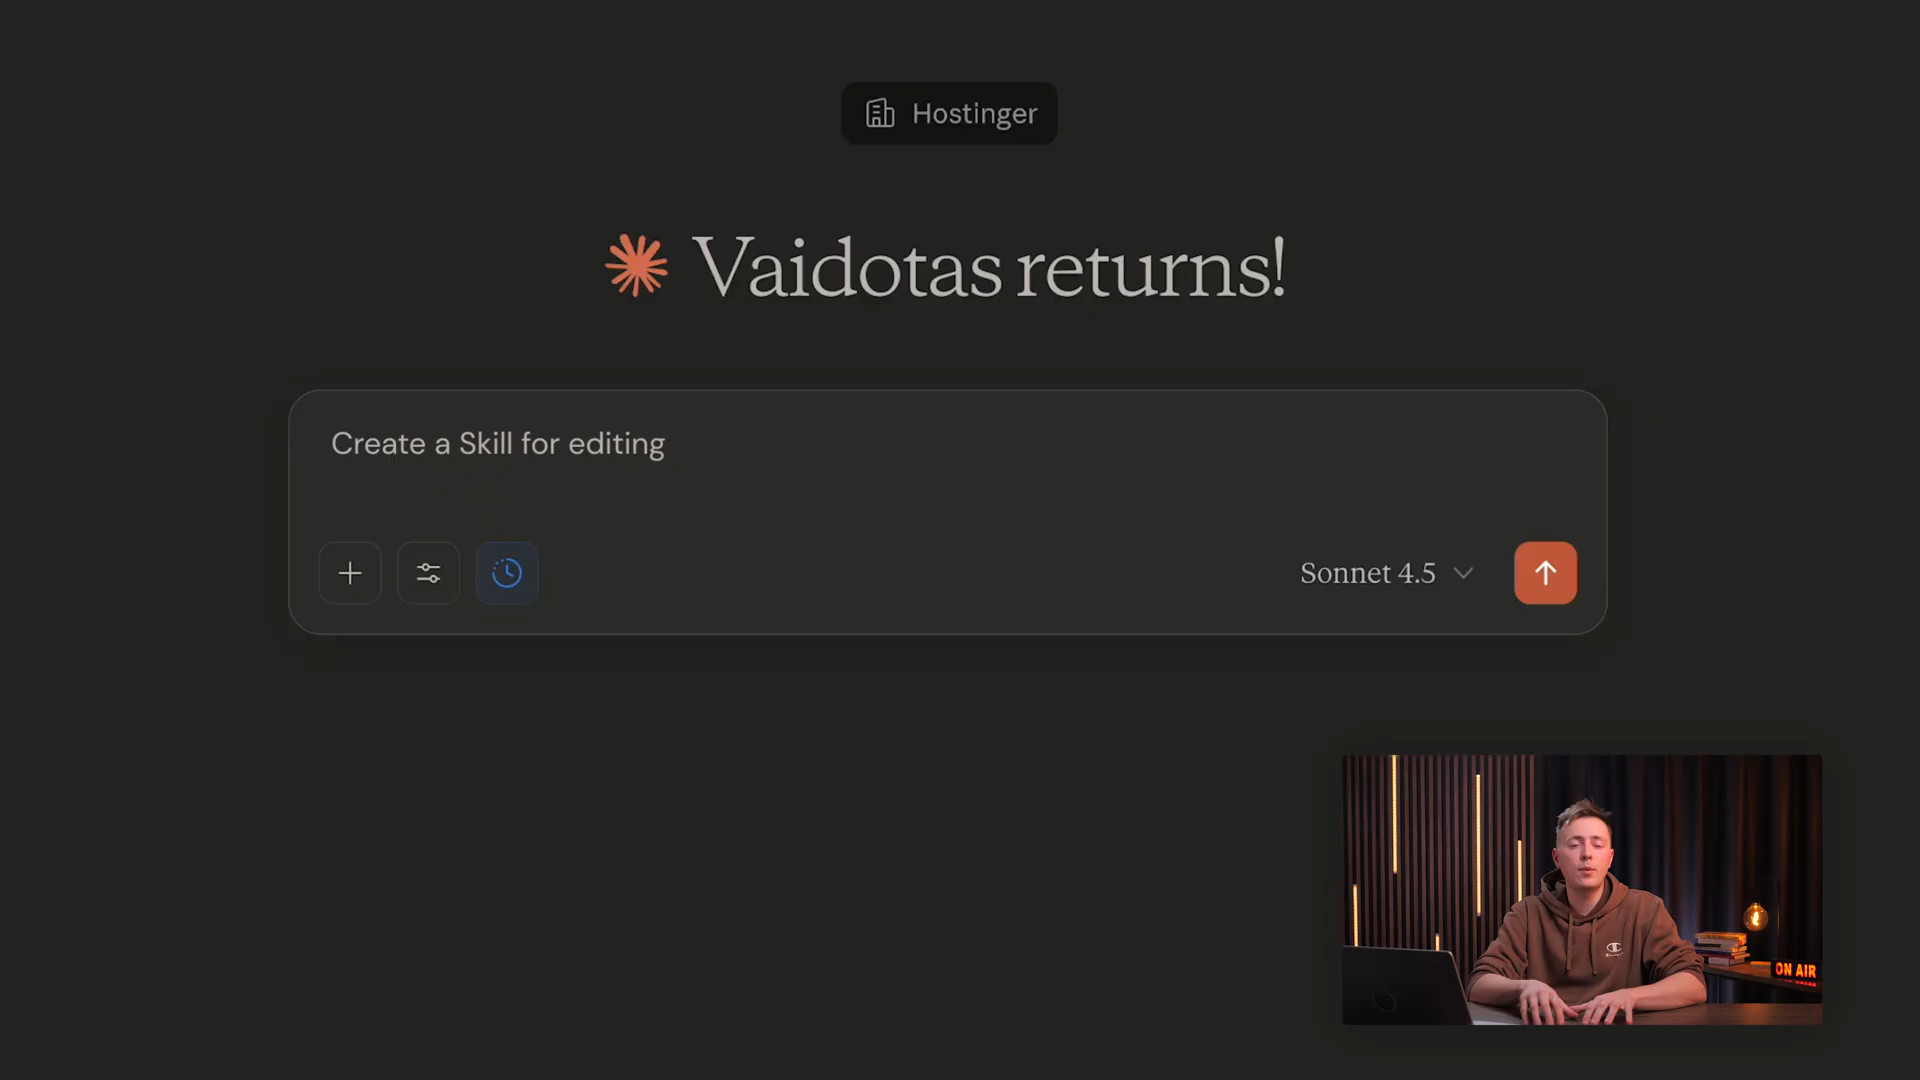 Hostinger
Vaidotas returns!
Create a Skill for editing
Sonnet 4.5
ON AIR